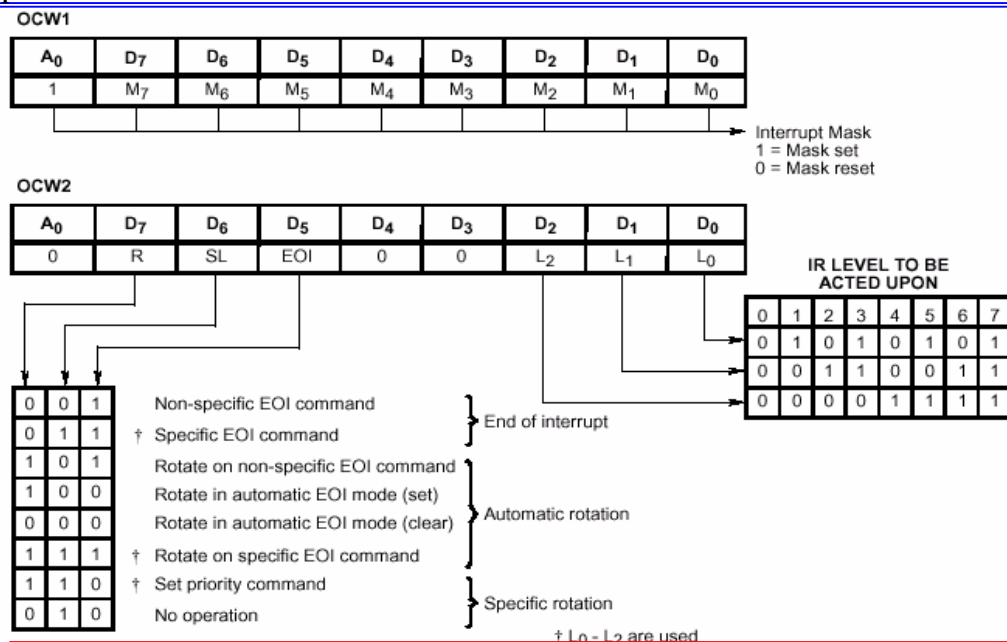 OCW1
A0 D7 D6 D5 D4 D3 D2 D1 D0
1 M7 M6 M5 M4 M3 M2 M1 M0
Interrupt Mask
1 = Mask set
0 = Mask reset
OCW2
A0 D7 D6 D5 D4 D3 D2 D1 D0
0 R SL EOI 0 0 L2 L1 L0
IR LEVEL TO BE
ACTED UPON
0 1 2 3 4 5 6 7
0 1 0 1 0 1 0 1
0 0 1 1 0 0 1 1
0 0 0 0 1 1 1 1
0 0 1 Non-specific EOI command
0 1 1 † Specific EOI command
End of interrupt
1 0 1 Rotate on non-specific EOI command
1 0 0 Rotate in automatic EOI mode (set)
0 0 0 Rotate in automatic EOI mode (clear)
1 1 1 † Rotate on specific EOI command
Automatic rotation
1 1 0 † Set priority command
0 1 0 No operation
Specific rotation
† L0 - L2 are used